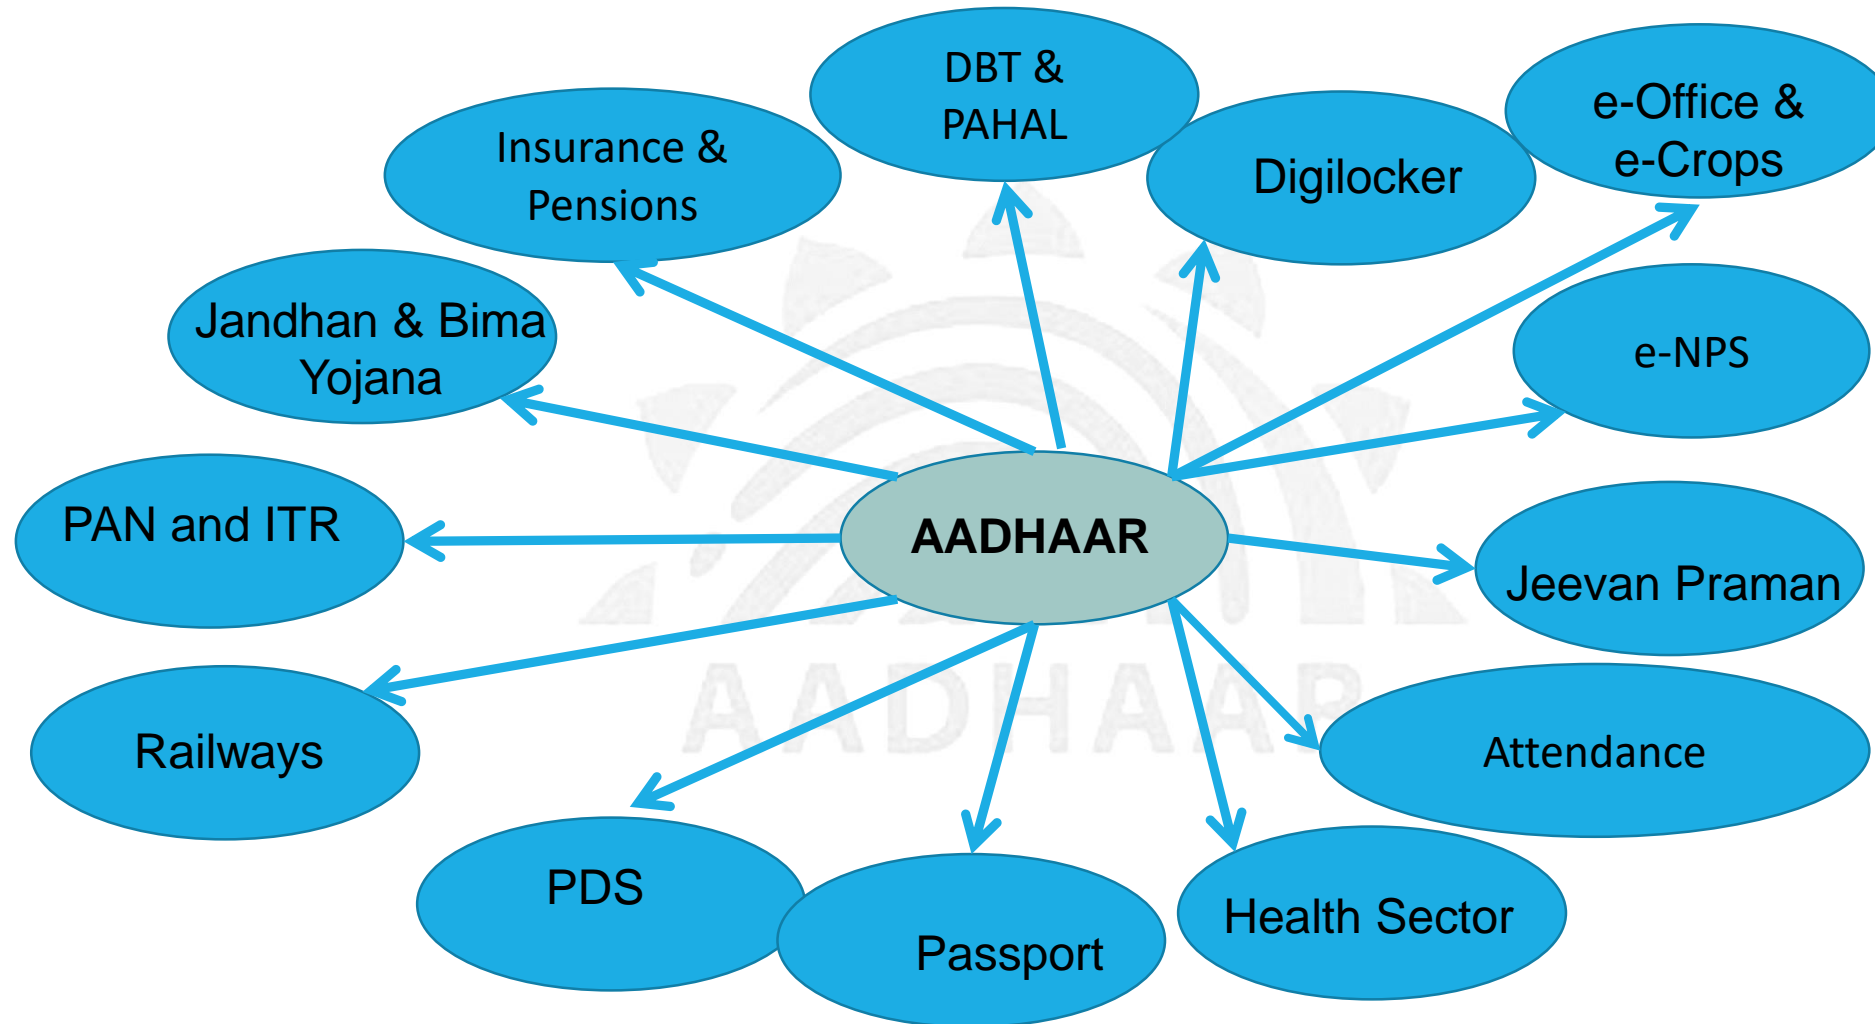 DBT &
PAHAL
e-Office &
e-Crops
Insurance &
Pensions
Digilocker
Jandhan & Bima
Yojana
e-NPS
PAN and ITR
AADHAAR
Jeevan Praman
Railways
AADHAAR
Attendance
PDS
Passport
Health Sector